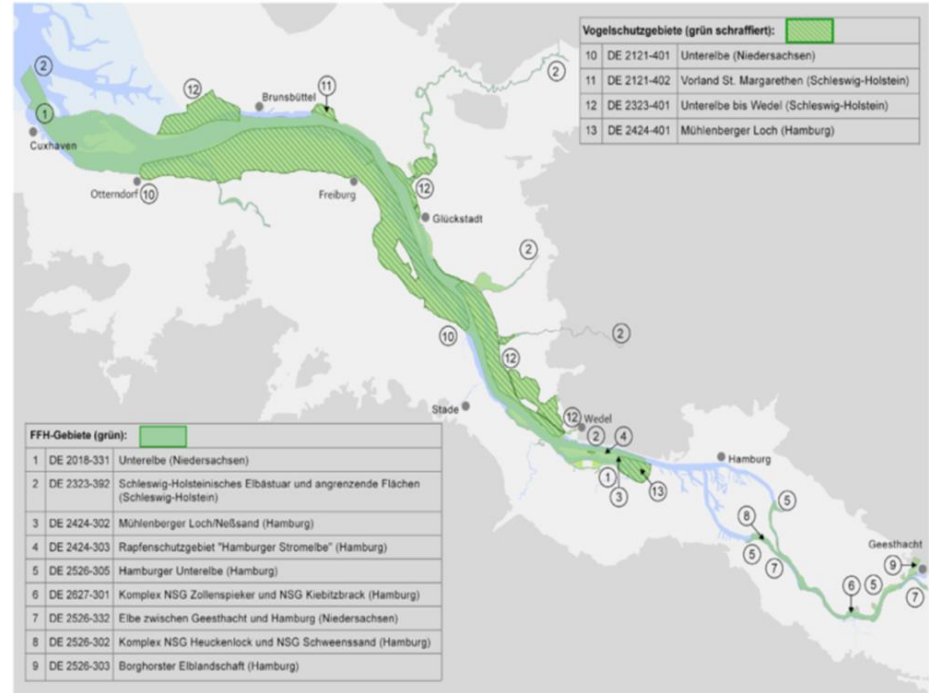 Vogelschutzgebiete (grün schraffiert):
10 DE 2121-401 Unterelbe (Niedersachsen)
11 DE 2121-402 Vorland St. Margarethen (Schleswig-Holstein)
12 DE 2323-401 Unterelbe bis Wedel (Schleswig-Holstein)
13 DE 2424-401 Mühlenberger Loch (Hamburg)
2
2
12
11
Brunsbüttel
1
Cuxhaven
Otterndorf
10
Freiburg
12
Glückstadt
2
10
2
12
Stade
12
Wedel
2
4
1
3
13
Hamburg
5
8
5
7
Geesthacht
9
6
5
7
FFH-Gebiete (grün):
1 DE 2018-331 Unterelbe (Niedersachsen)
2 DE 2323-392 Schleswig-Holsteinisches Elbästuar und angrenzende Flächen
(Schleswig-Holstein)
3 DE 2424-302 Mühlenberger Loch/Neßsand (Hamburg)
4 DE 2424-303 Rapfenschutzgebiet "Hamburger Stromelbe" (Hamburg)
5 DE 2526-305 Hamburger Unterelbe (Hamburg)
6 DE 2627-301 Komplex NSG Zollenspieker und NSG Kiebitzbrack (Hamburg)
7 DE 2526-332 Elbe zwischen Geesthacht und Hamburg (Niedersachsen)
8 DE 2526-302 Komplex NSG Heuckenlock und NSG Schweenssand (Hamburg)
9 DE 2526-303 Borghorster Elblandschaft (Hamburg)